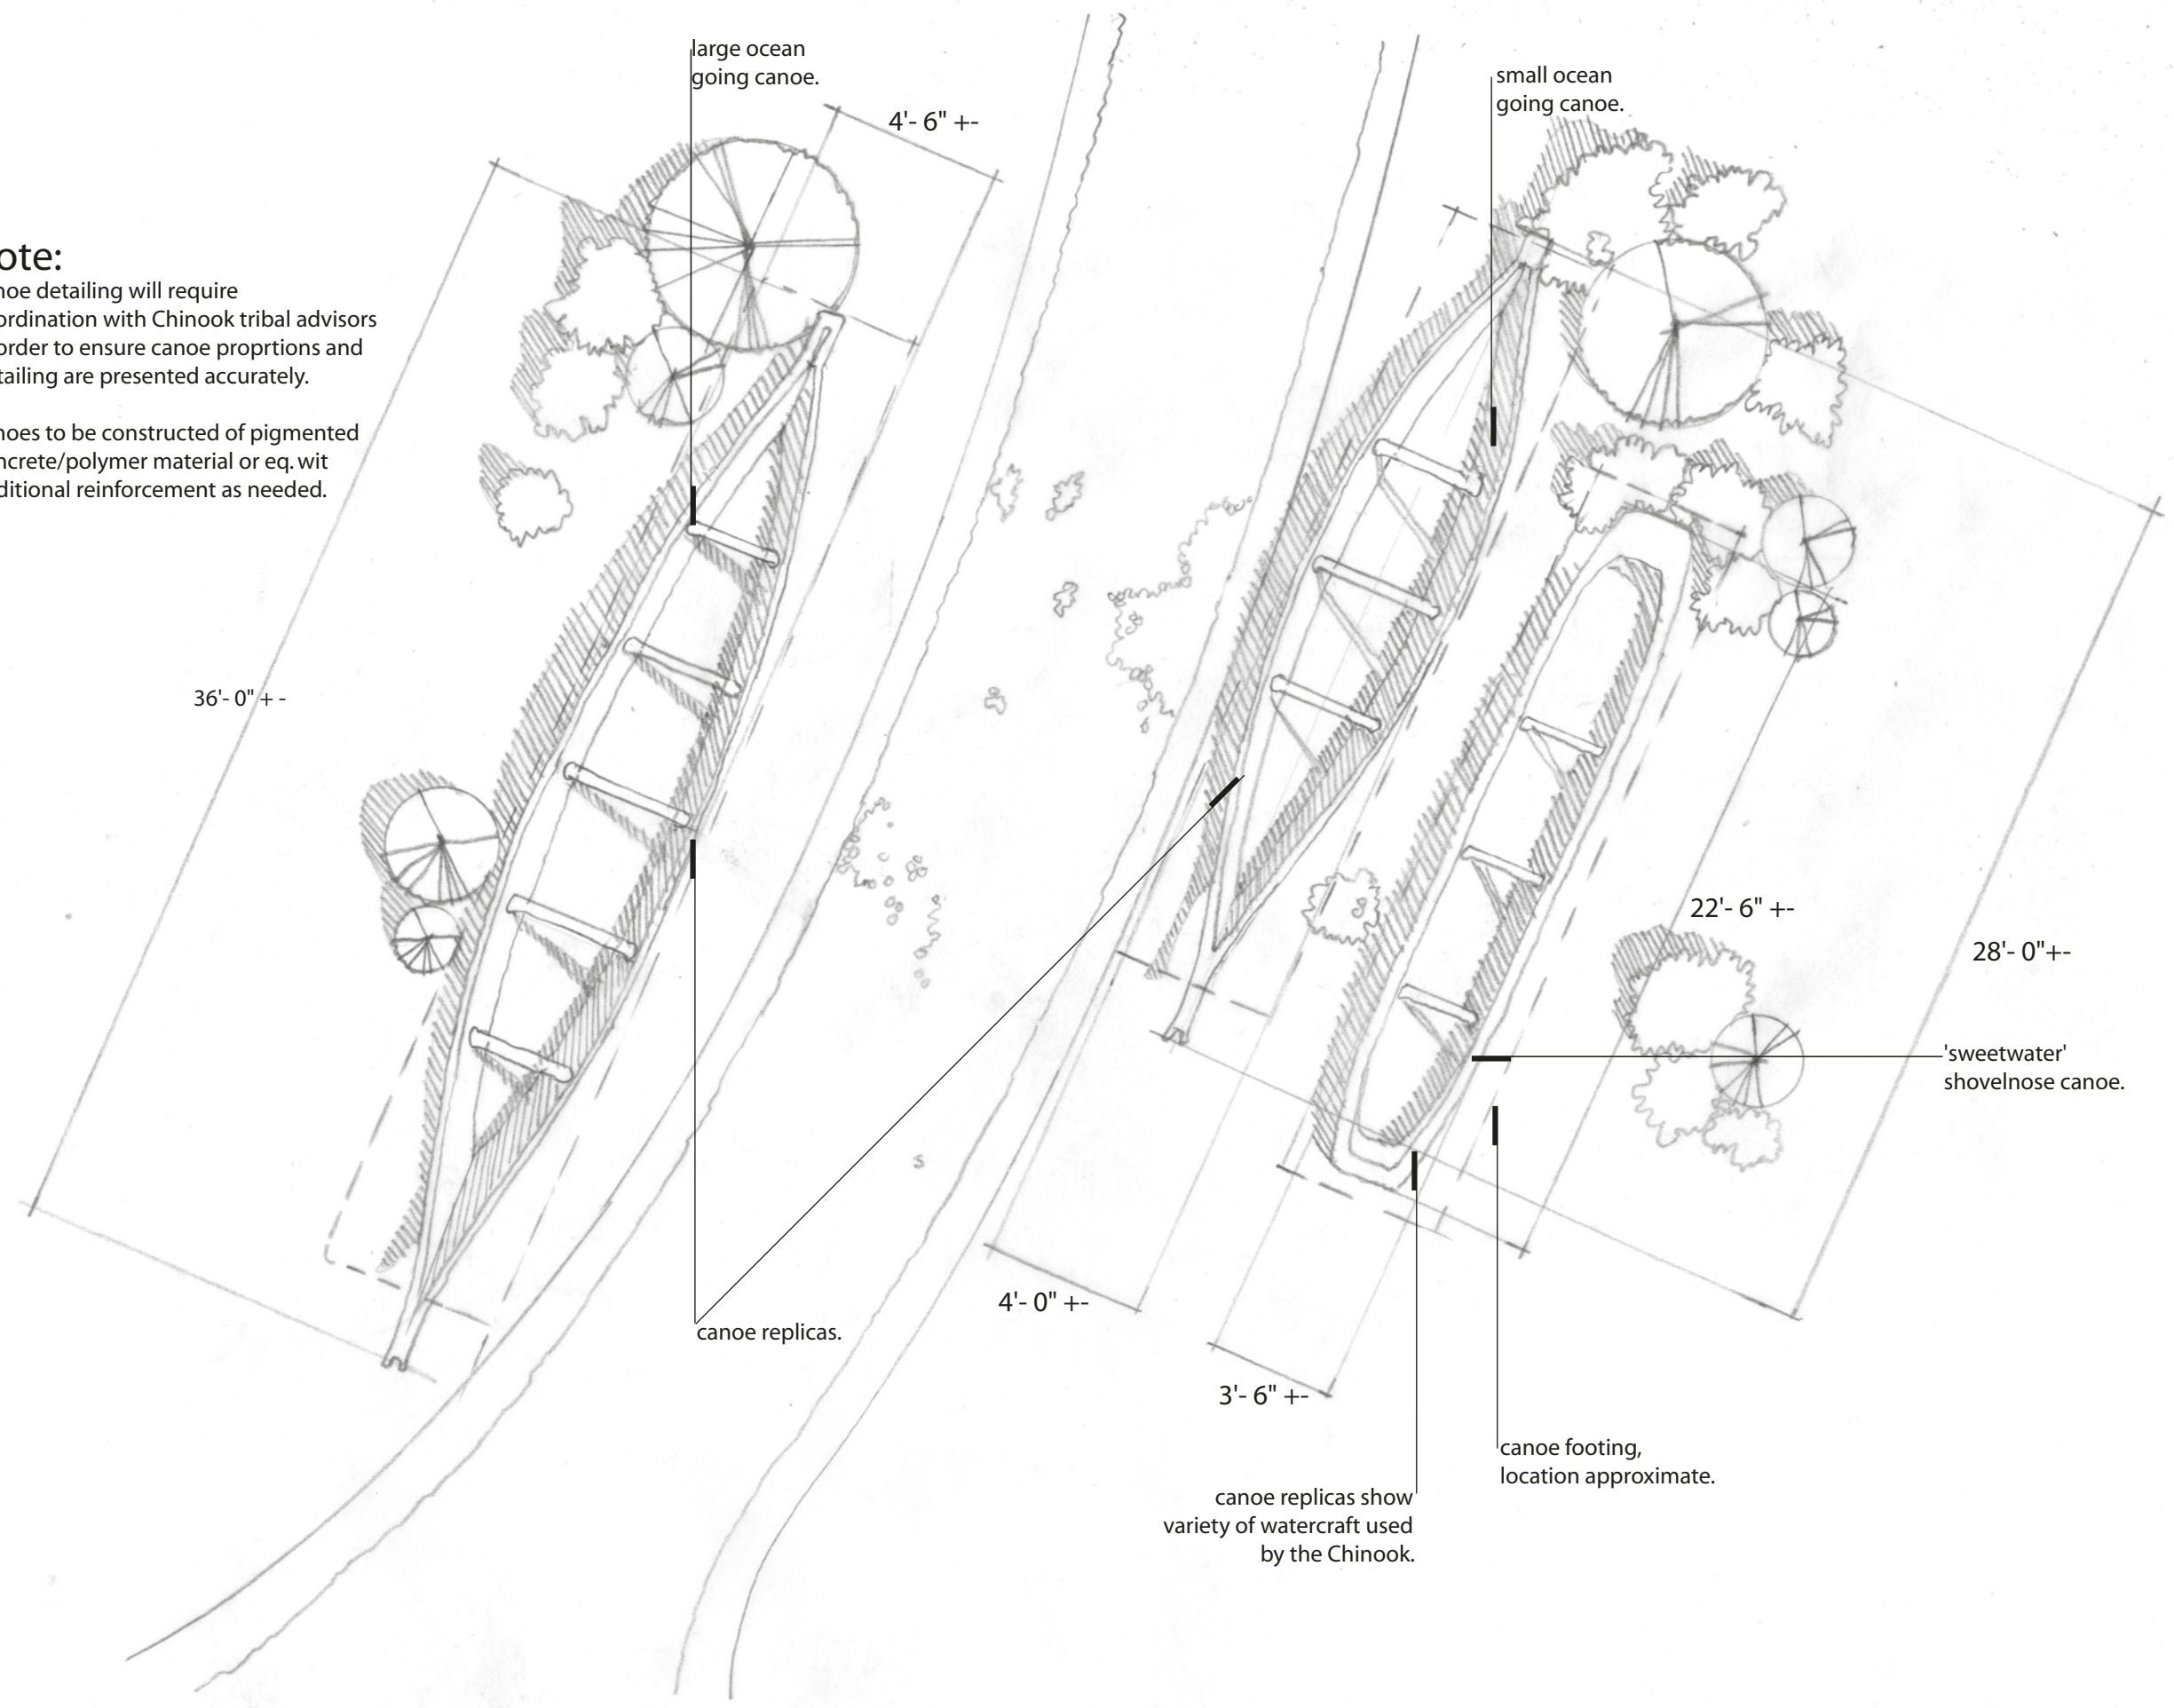 large ocean
going canoe.
small ocean
going canoe.
4'- 6" +-
ote:
noe detailing will require
ordination with Chinook tribal advisors
order to ensure canoe proprtions and
tailing are presented accurately.
noes to be constructed of pigmented
ncrete/polymer material or eq. wit
ditional reinforcement as needed.
36'- 0" + -
22'- 6" +-
28'- 0"+-
'sweetwater'
shovelnose canoe.
4'- 0" +-
canoe replicas.
3'- 6" +-
canoe footing,
location approximate.
canoe replicas show
variety of watercraft used
by the Chinook.